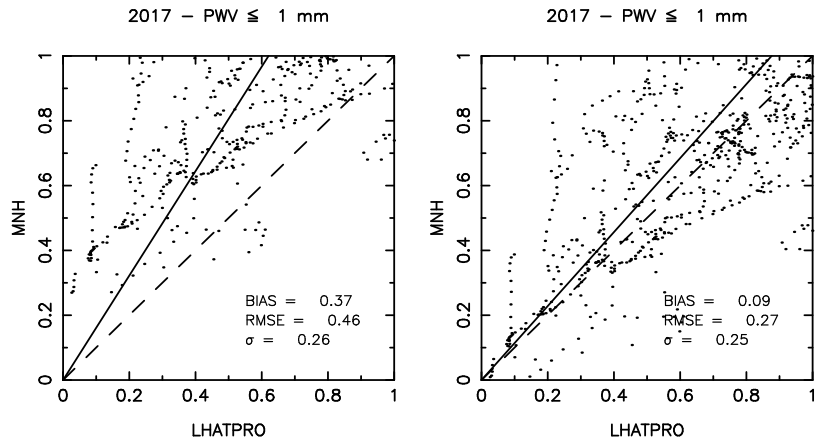 2017 – PWV ≦ 1 mm
MNH
1
0.8
0.6
0.4
0.2
0
BIAS = 0.37
RMSE = 0.46
σ = 0.26
0 0.2 0.4 0.6 0.8 1
LHATPRO
2017 – PWV ≦ 1 mm
MNH
1
0.8
0.6
0.4
0.2
0
BIAS = 0.09
RMSE = 0.27
σ = 0.25
0 0.2 0.4 0.6 0.8 1
LHATPRO